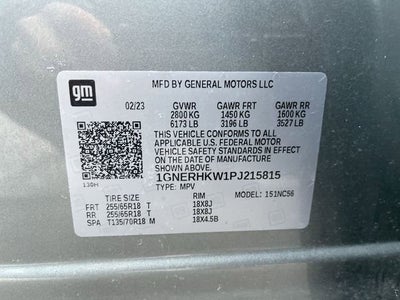 gm
MFD BY GENERAL MOTORS LLC
02/23 GVWR GAWR FRT GAWR RR
2800 KG 1450 KG 1600 KG
6173 LB 3196 LB 3527 LB
THIS VEHICLE CONFORMS TO ALL
APPLICABLE U.S. FEDERAL MOTOR
VEHICLE SAFETY STANDARDS IN
EFFECT ON THE DATE OF MANUFACTURE
SHOWN ABOVE.
1GNERHKW1PJ215815
130H TYPE: MPV
TIRE SIZE RIM MODEL: 1S1NC56
FRT 255/65R18 T 18X8J
RR 255/65R18 T 18X8J
SPA T135/70R18 M 18X4.5B